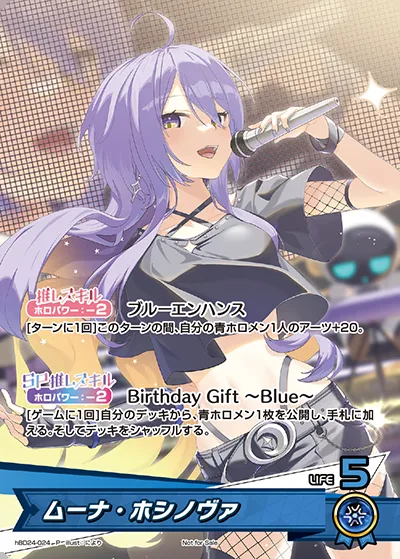 推しスキル
ホロパワー：－2
ブルーエンハンス
[ターンに1回]このターンの間、自分の青ホロメン1人のアーツ+20。
SP推しスキル
ホロパワー：－2
Birthday Gift ～Blue～
[ゲームに1回]自分のデッキから、青ホロメン1枚を公開し、手札に加
える。そしてデッキをシャッフルする。
LIFE 5
ムーナ・ホシノヴァ
hBD24-024
Not for Sale